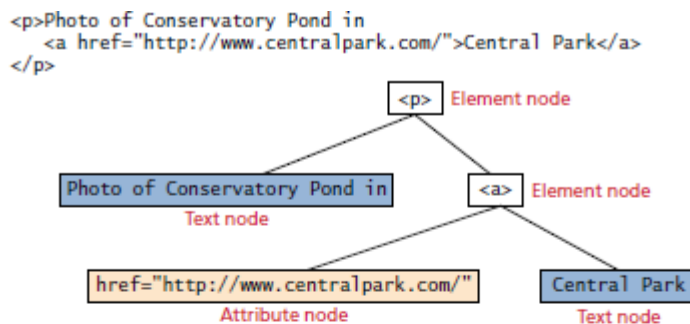 <p>Photo of Conservatory Pond in
<a href="http://www.centralpark.com/">Central Park</a>
</p>
<p> Element node
Photo of Conservatory Pond in <a> Element node
Text node
href="http://www.centralpark.com/" Central Park
Attribute node Text node